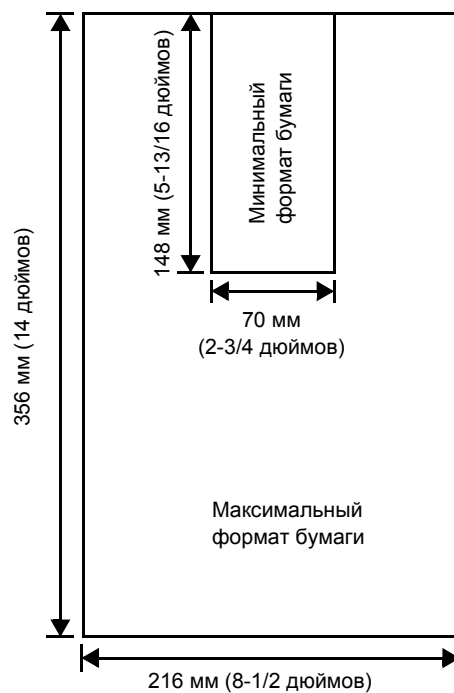 148 мм (5-13/16 дюймов)
Минимальный
формат бумаги
70 мм
(2-3/4 дюймов)
356 мм (14 дюймов)
Максимальный
формат бумаги
216 мм (8-1/2 дюймов)